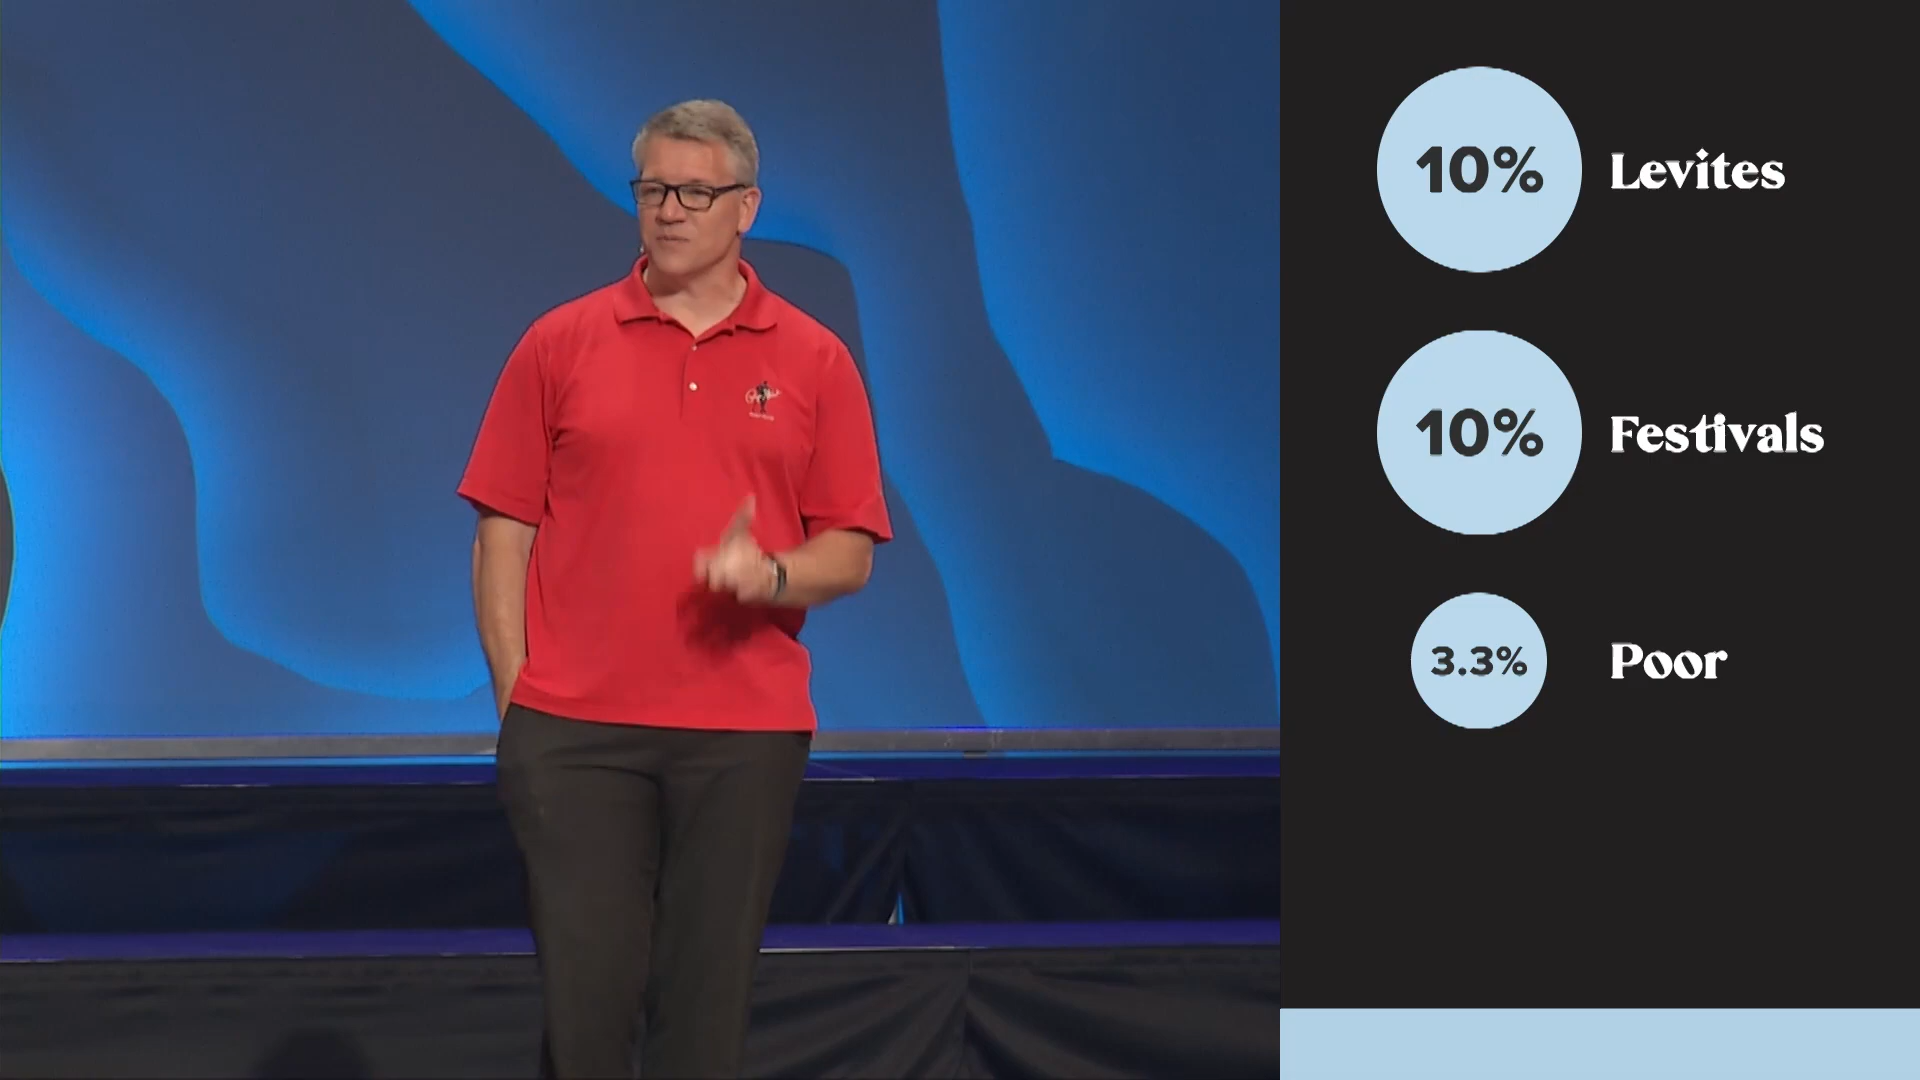 10% Levites
10% Festivals
3.3% Poor